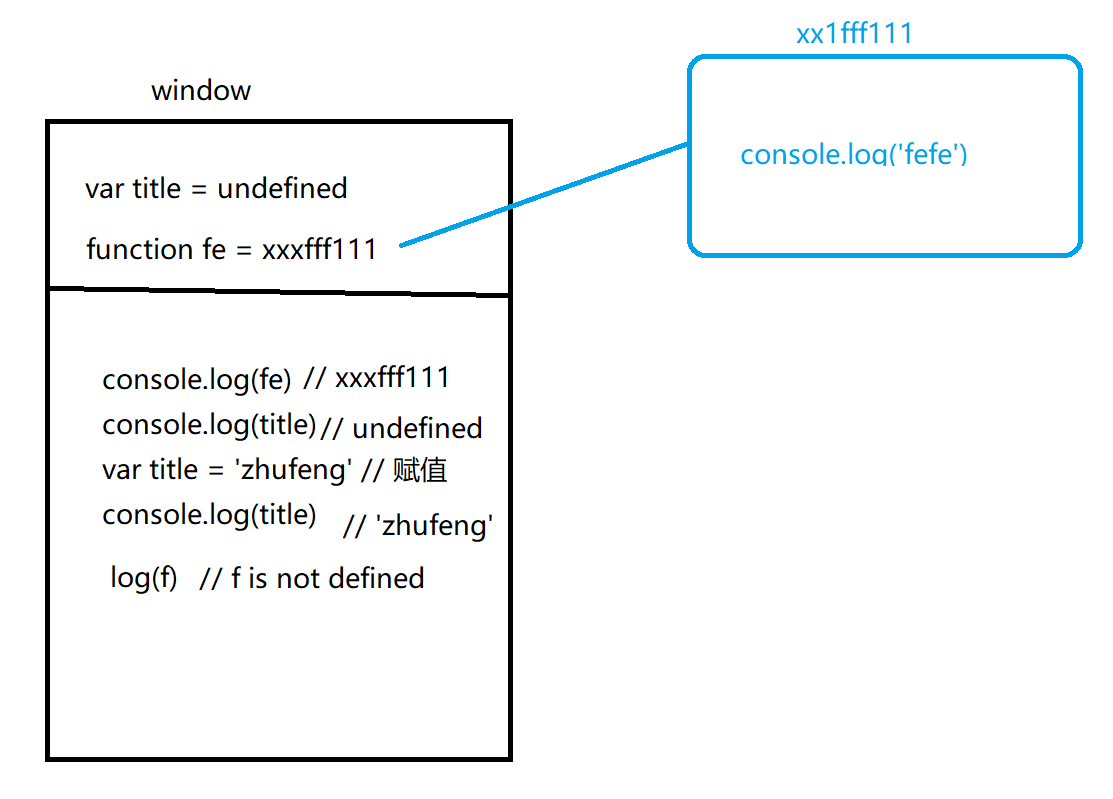 xx1fff111
window
console.log('fefe')
var title = undefined
function fe = xxxfff111
console.log(fe) // xxxfff111
console.log(title) // undefined
var title = 'zhufeng' // 赋值
console.log(title) // 'zhufeng'
log(f) // f is not defined